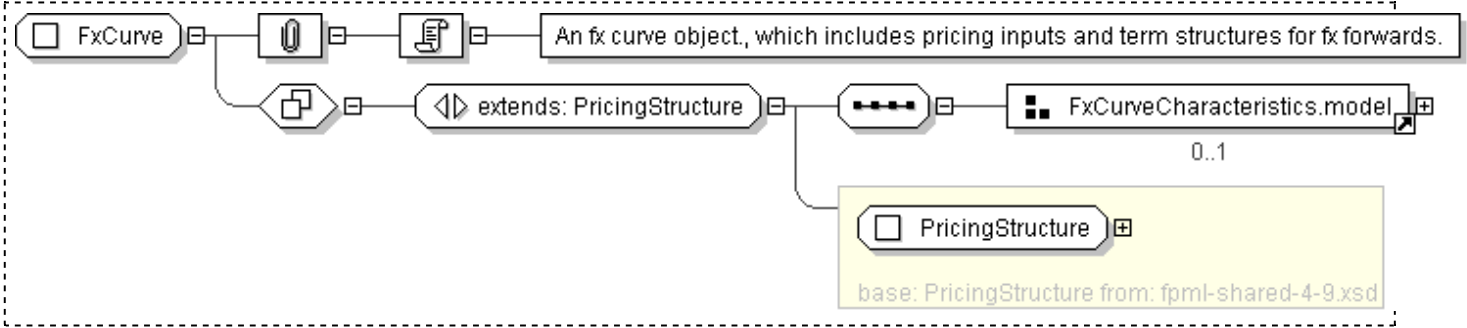 FxCurve
An fx curve object., which includes pricing inputs and term structures for fx forwards.
extends: PricingStructure
FxCurveCharacteristics.model
0..1
PricingStructure
base: PricingStructure from: fpml-shared-4-9.xsd